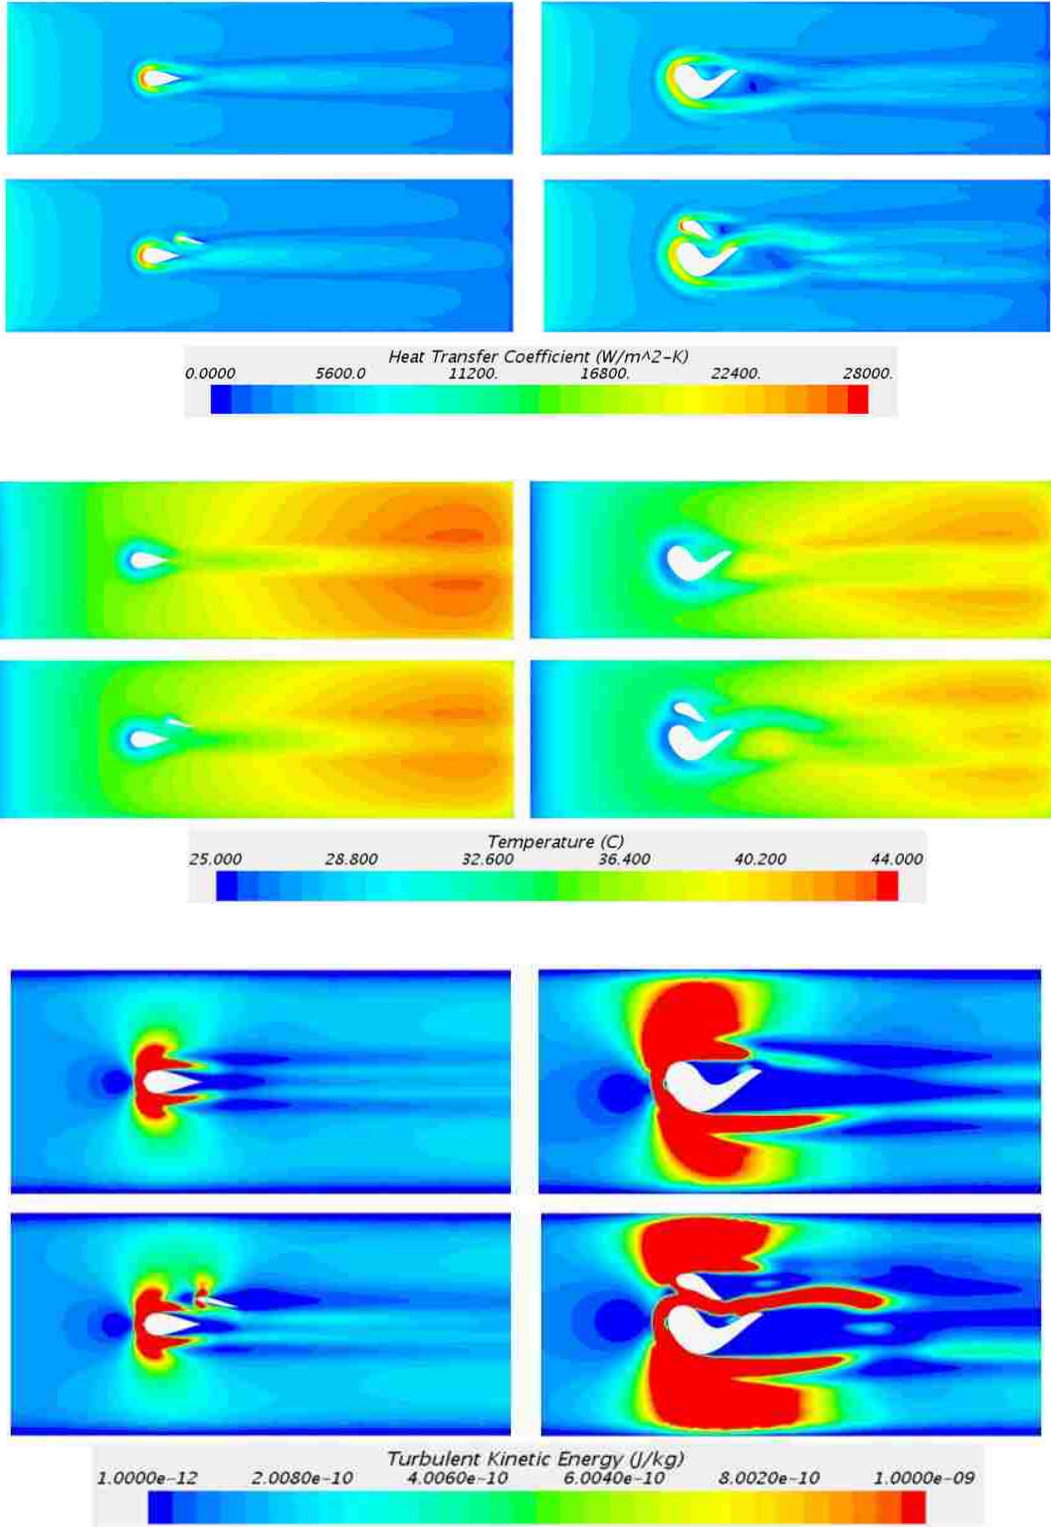 Heat Transfer Coefficient (W/m^2-K)
0.0000 5600.0 11200. 16800. 22400. 28000.
Temperature (C)
25.000 28.800 32.600 36.400 40.200 44.000
Turbulent Kinetic Energy (J/kg)
1.0000e-12 2.0080e-10 4.0060e-10 6.0040e-10 8.0020e-10 1.0000e-09